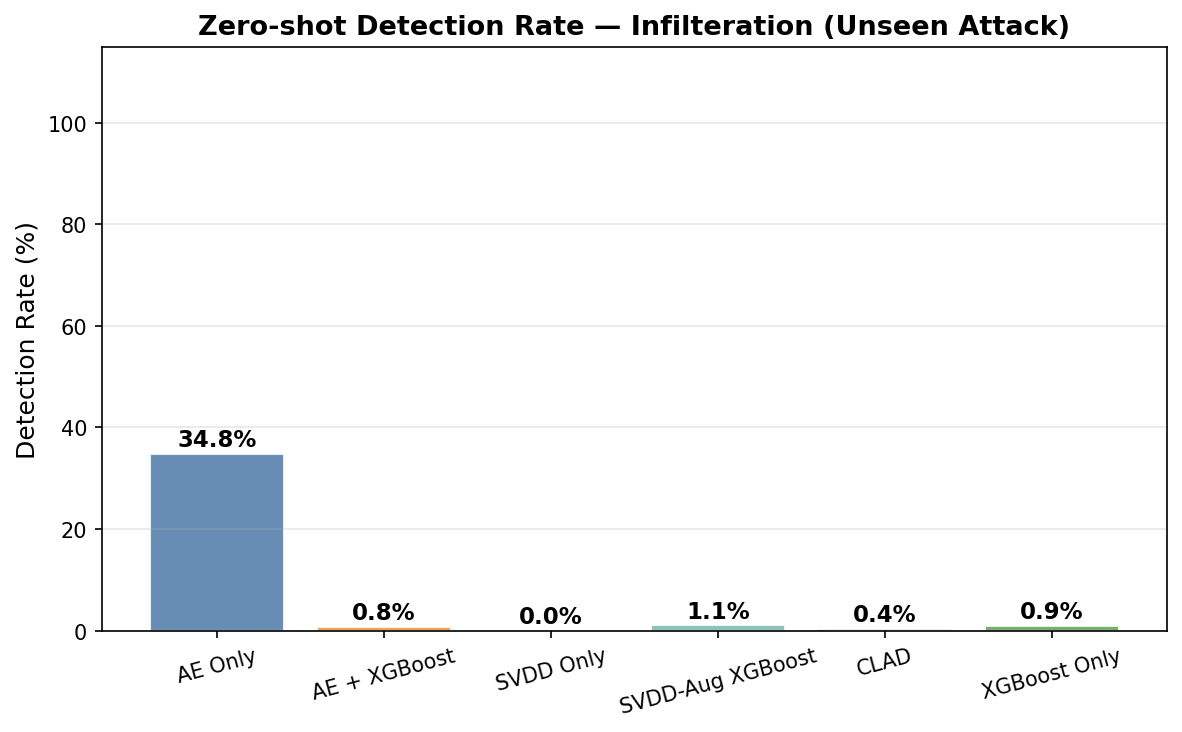 Zero-shot Detection Rate — Infilteration (Unseen Attack)
Detection Rate (%)
100
80
60
40
20
0
34.8%
0.8%
0.0%
1.1%
0.4%
0.9%
AE Only
AE + XGBoost
SVDD Only
SVDD-Aug XGBoost
CLAD
XGBoost Only